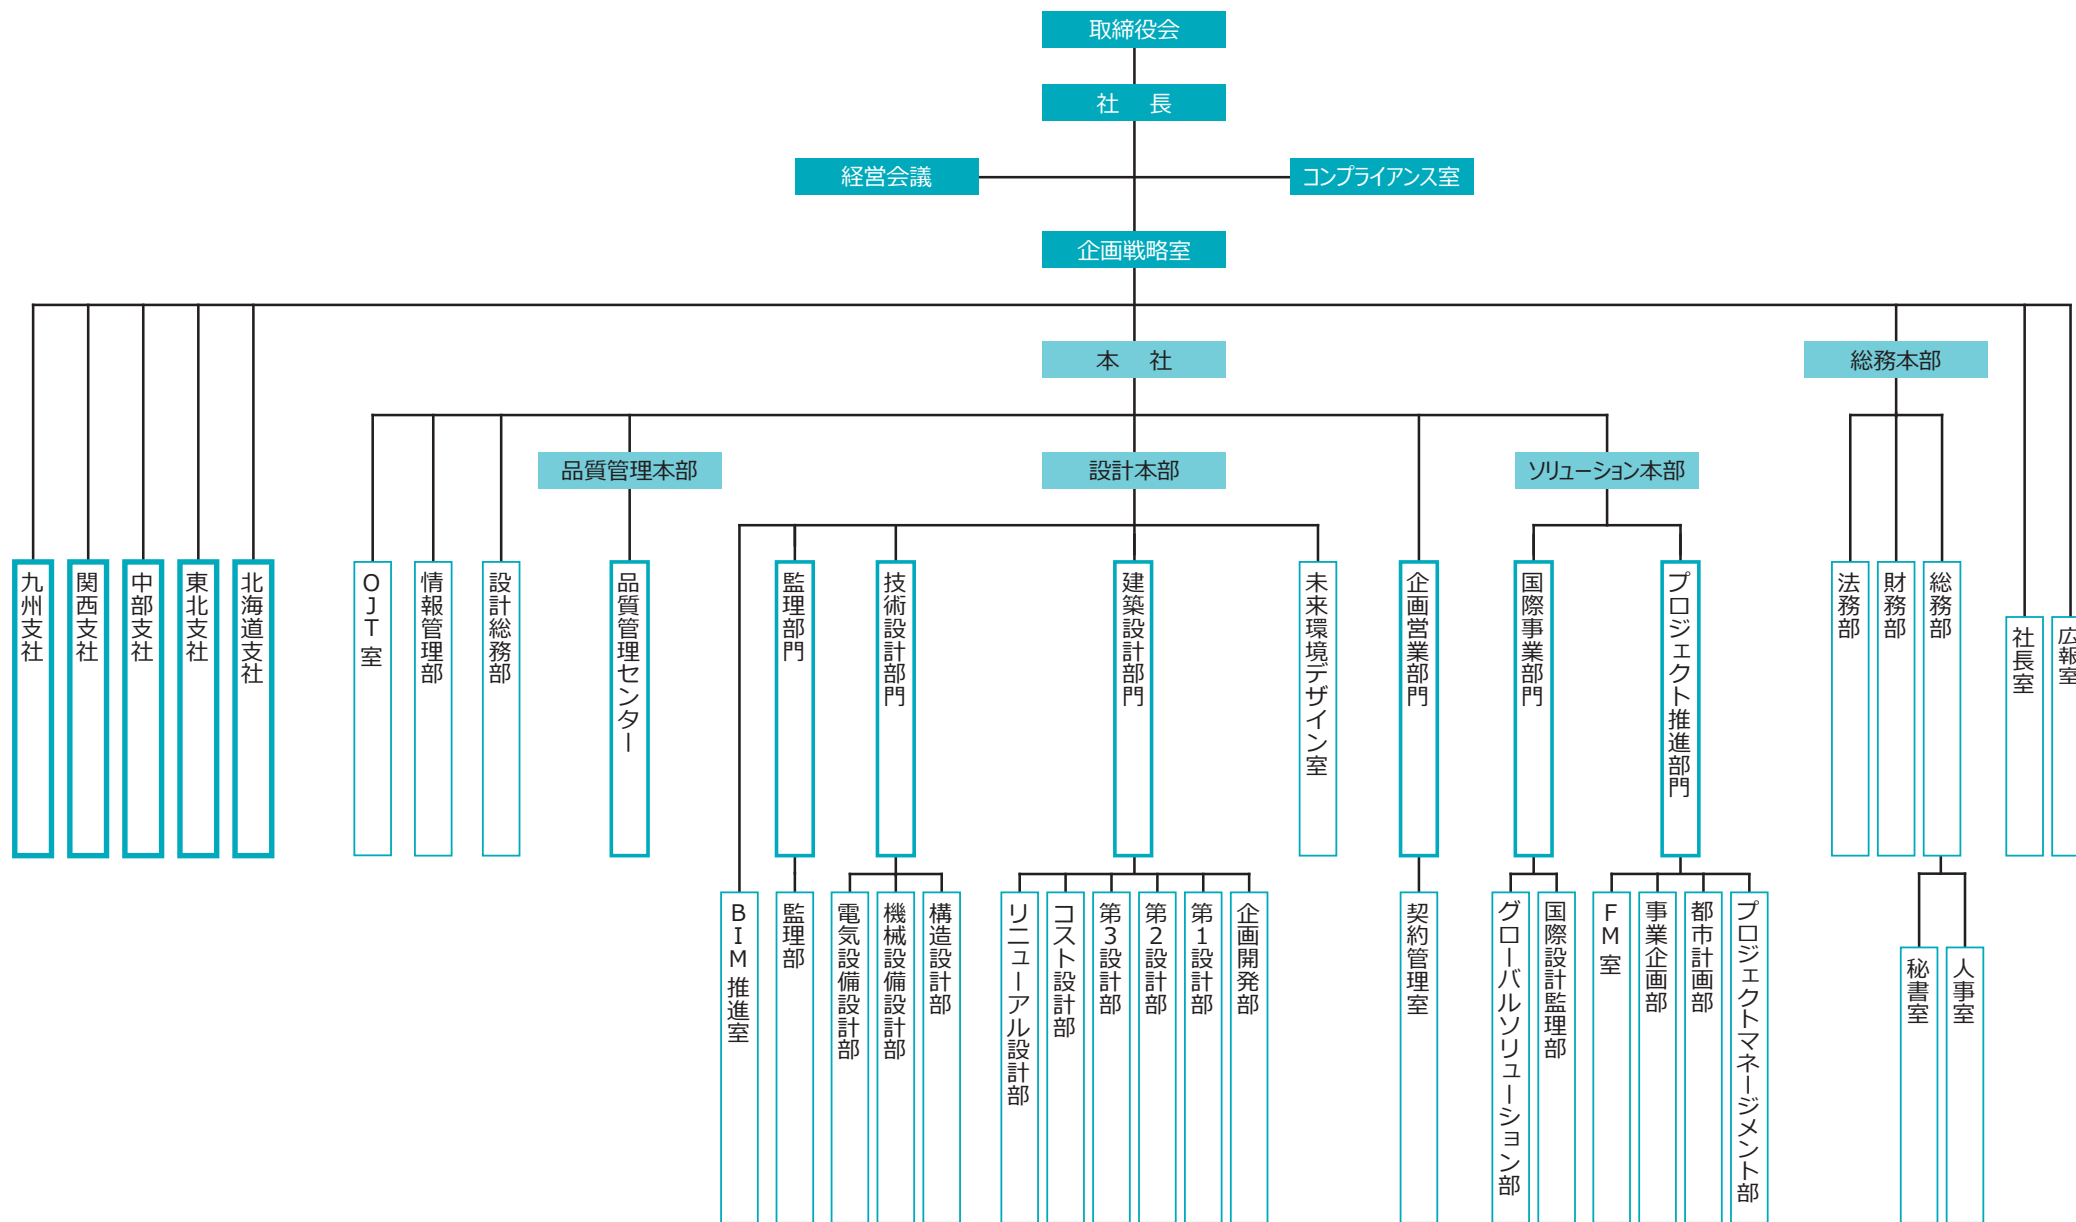 取締役会
社　長
経営会議
コンプライアンス室
企画戦略室
本　社
総務本部
品質管理本部
設計本部
ソリューション本部
九州支社
関西支社
中部支社
東北支社
北海道支社
OJT室
情報管理部
設計総務部
品質管理センター
監理部門
技術設計部門
建築設計部門
未来環境デザイン室
企画営業部門
国際事業部門
プロジェクト推進部門
法務部
財務部
総務部
社長室
広報室
BIM推進室
監理部
電気設備設計部
機械設備設計部
構造設計部
リニューアル設計部
コスト設計部
第3設計部
第2設計部
第1設計部
企画開発部
契約管理室
グローバルソリューション部
国際設計監理部
FM室
事業企画部
都市計画部
プロジェクトマネージメント部
秘書室
人事室